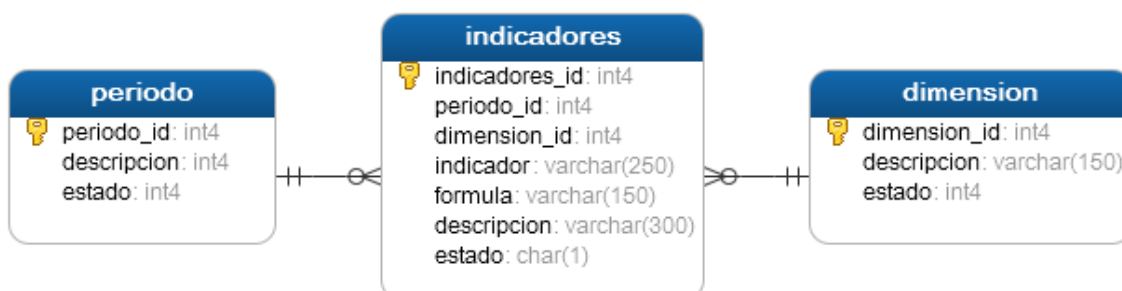 periodo
periodo_id: int4
descripcion: int4
estado: int4
indicadores
indicadores_id: int4
periodo_id: int4
dimension_id: int4
indicador: varchar(250)
formula: varchar(150)
descripcion: varchar(300)
estado: char(1)
dimension
dimension_id: int4
descripcion: varchar(150)
estado: int4